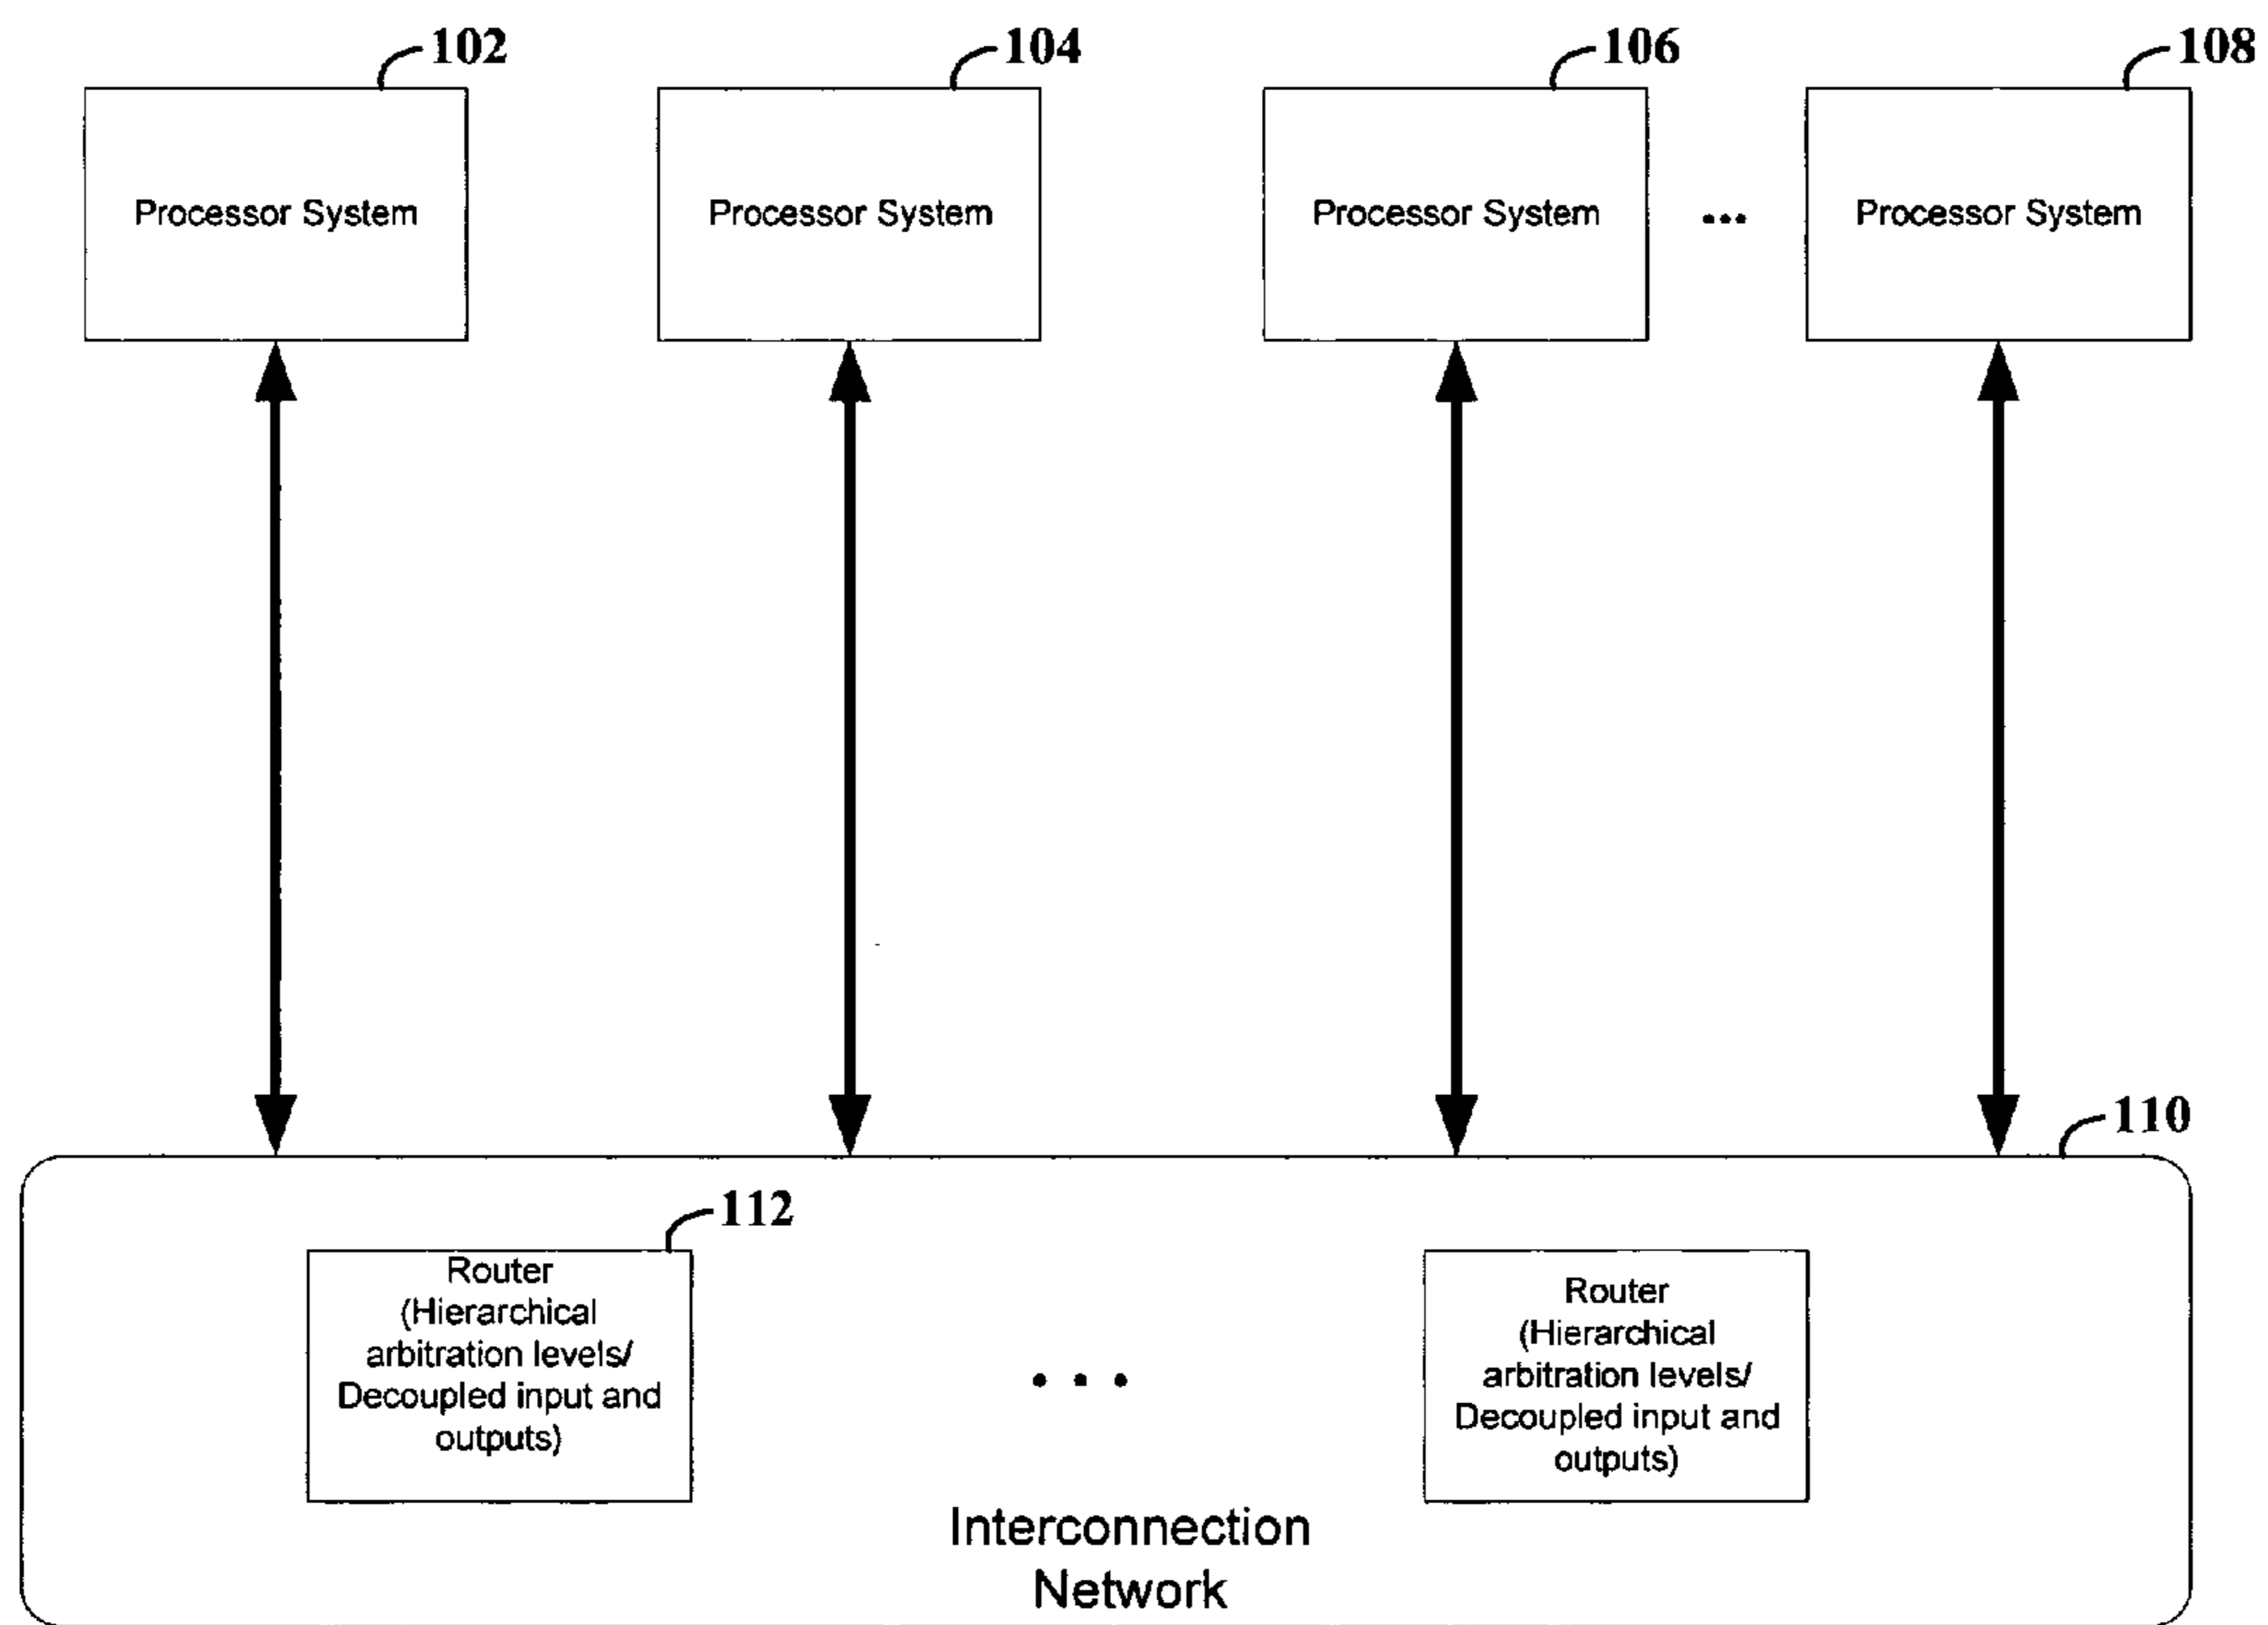 102
104
106
108
Processor System
Processor System
Processor System
...
Processor System
110
112
Router
(Hierarchical
arbitration levels/
Decoupled input and
outputs)
. . .
Router
(Hierarchical
arbitration levels/
Decoupled input and
outputs)
Interconnection
Network